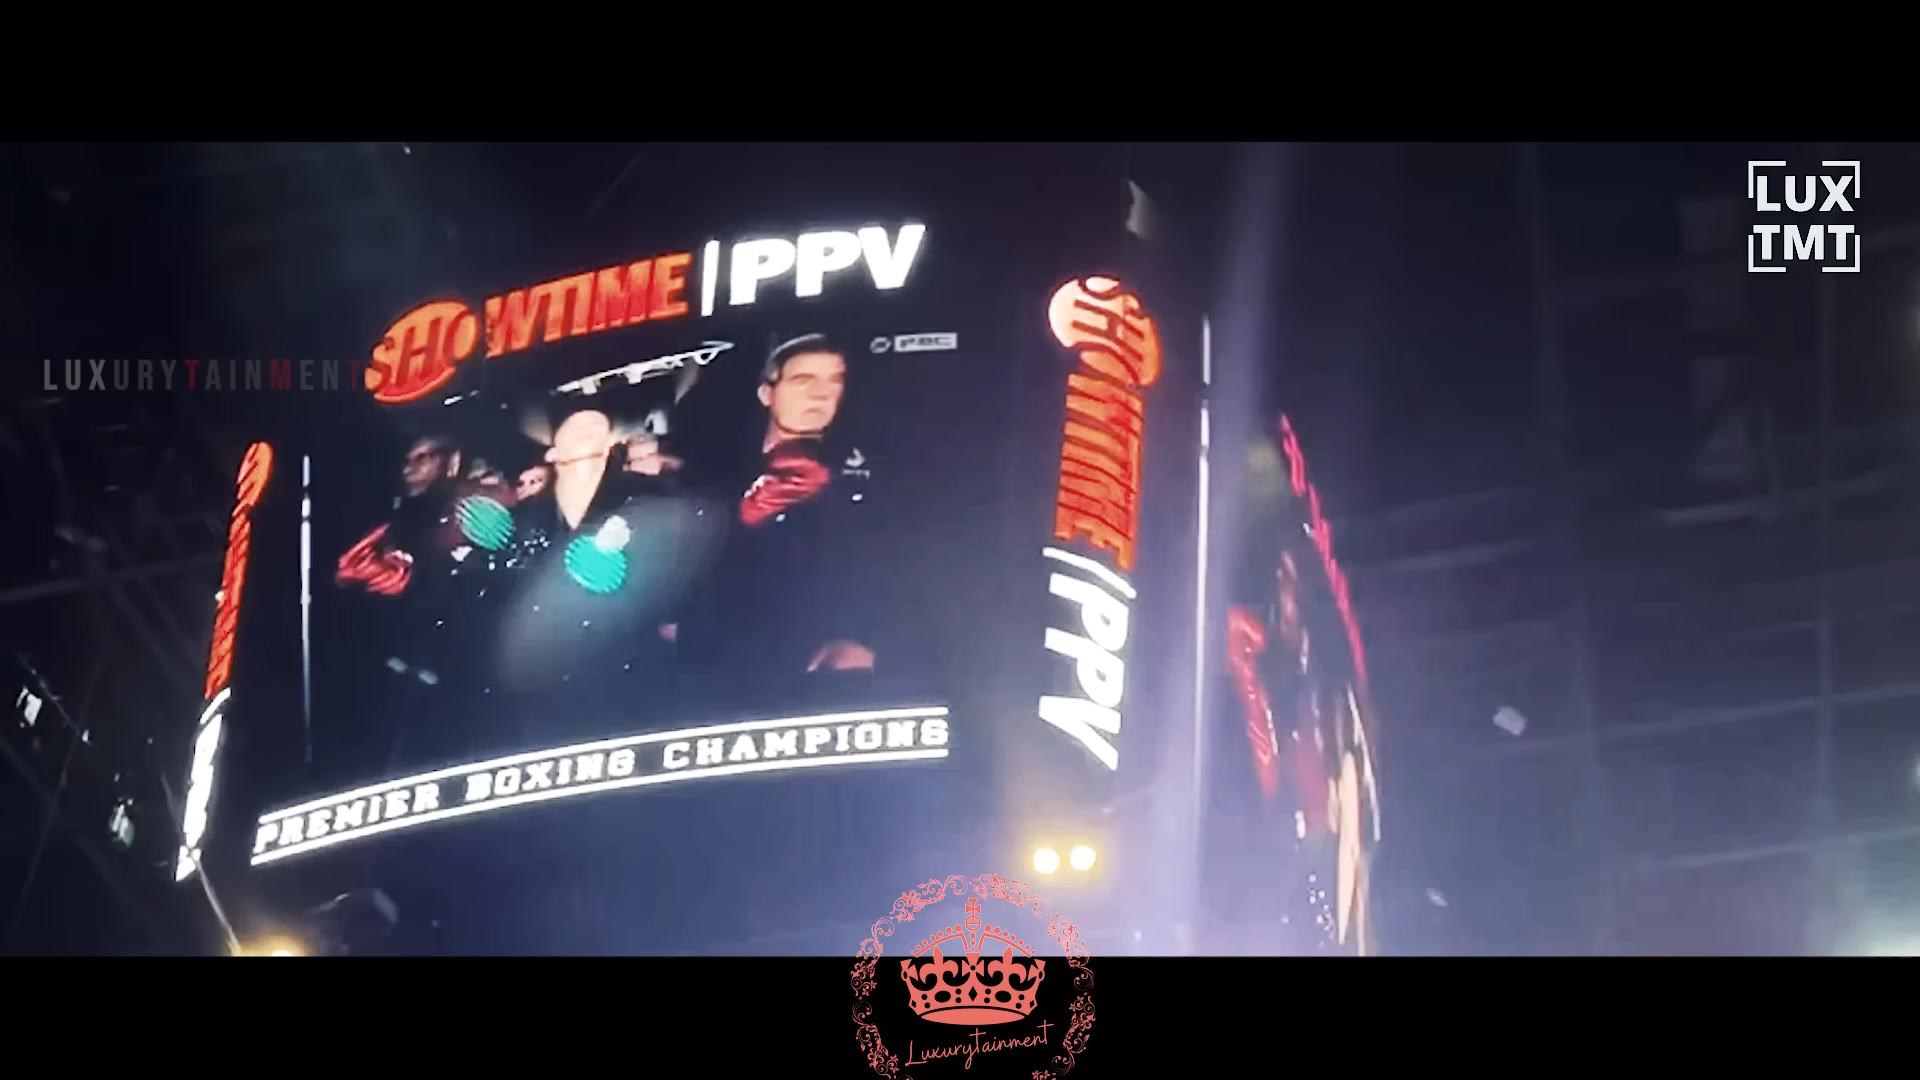 LUX
TMT
SHOWTIME | PPV
PBC
LUXURYTAINMENT
SHOWTIME | PPV
PREMIER BOXING CHAMPIONS
Luxurytainment